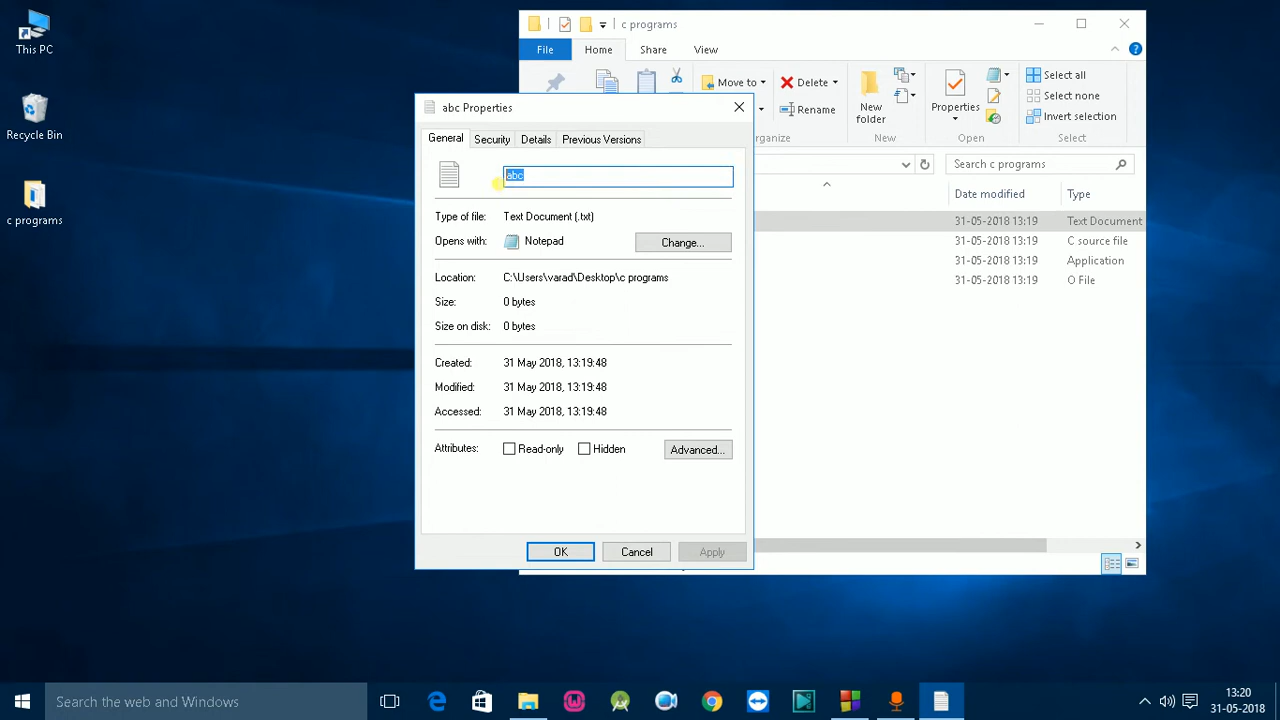 This PC
Recycle Bin
c programs
c programs
File Home Share View
Move to Delete
Rename
New folder
Properties
Select all
Select none
Invert selection
New Open Select
Search c programs
Date modified Type
31-05-2018 13:19 Text Document
31-05-2018 13:19 C source file
31-05-2018 13:19 Application
31-05-2018 13:19 O File
abc Properties
General Security Details Previous Versions
abc
Type of file: Text Document (.txt)
Opens with: Notepad Change...
Location: C:\Users\varad\Desktop\c programs
Size: 0 bytes
Size on disk: 0 bytes
Created: 31 May 2018, 13:19:48
Modified: 31 May 2018, 13:19:48
Accessed: 31 May 2018, 13:19:48
Attributes: Read-only Hidden Advanced...
OK Cancel Apply
Search the web and Windows
13:20
31-05-2018